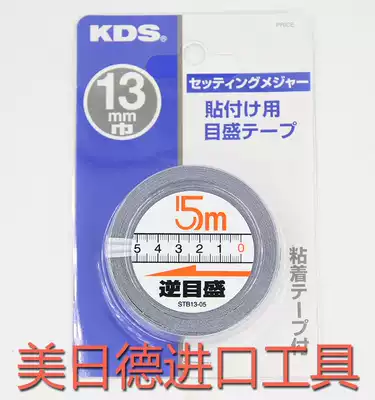 KDS®
PRICE
13
mm
巾
セッティングメジャー
貼付け用
目盛テープ
5m
5 4 3 2 1 0
逆目盛
STB13-05
粘着テープ付
美日德进口工具